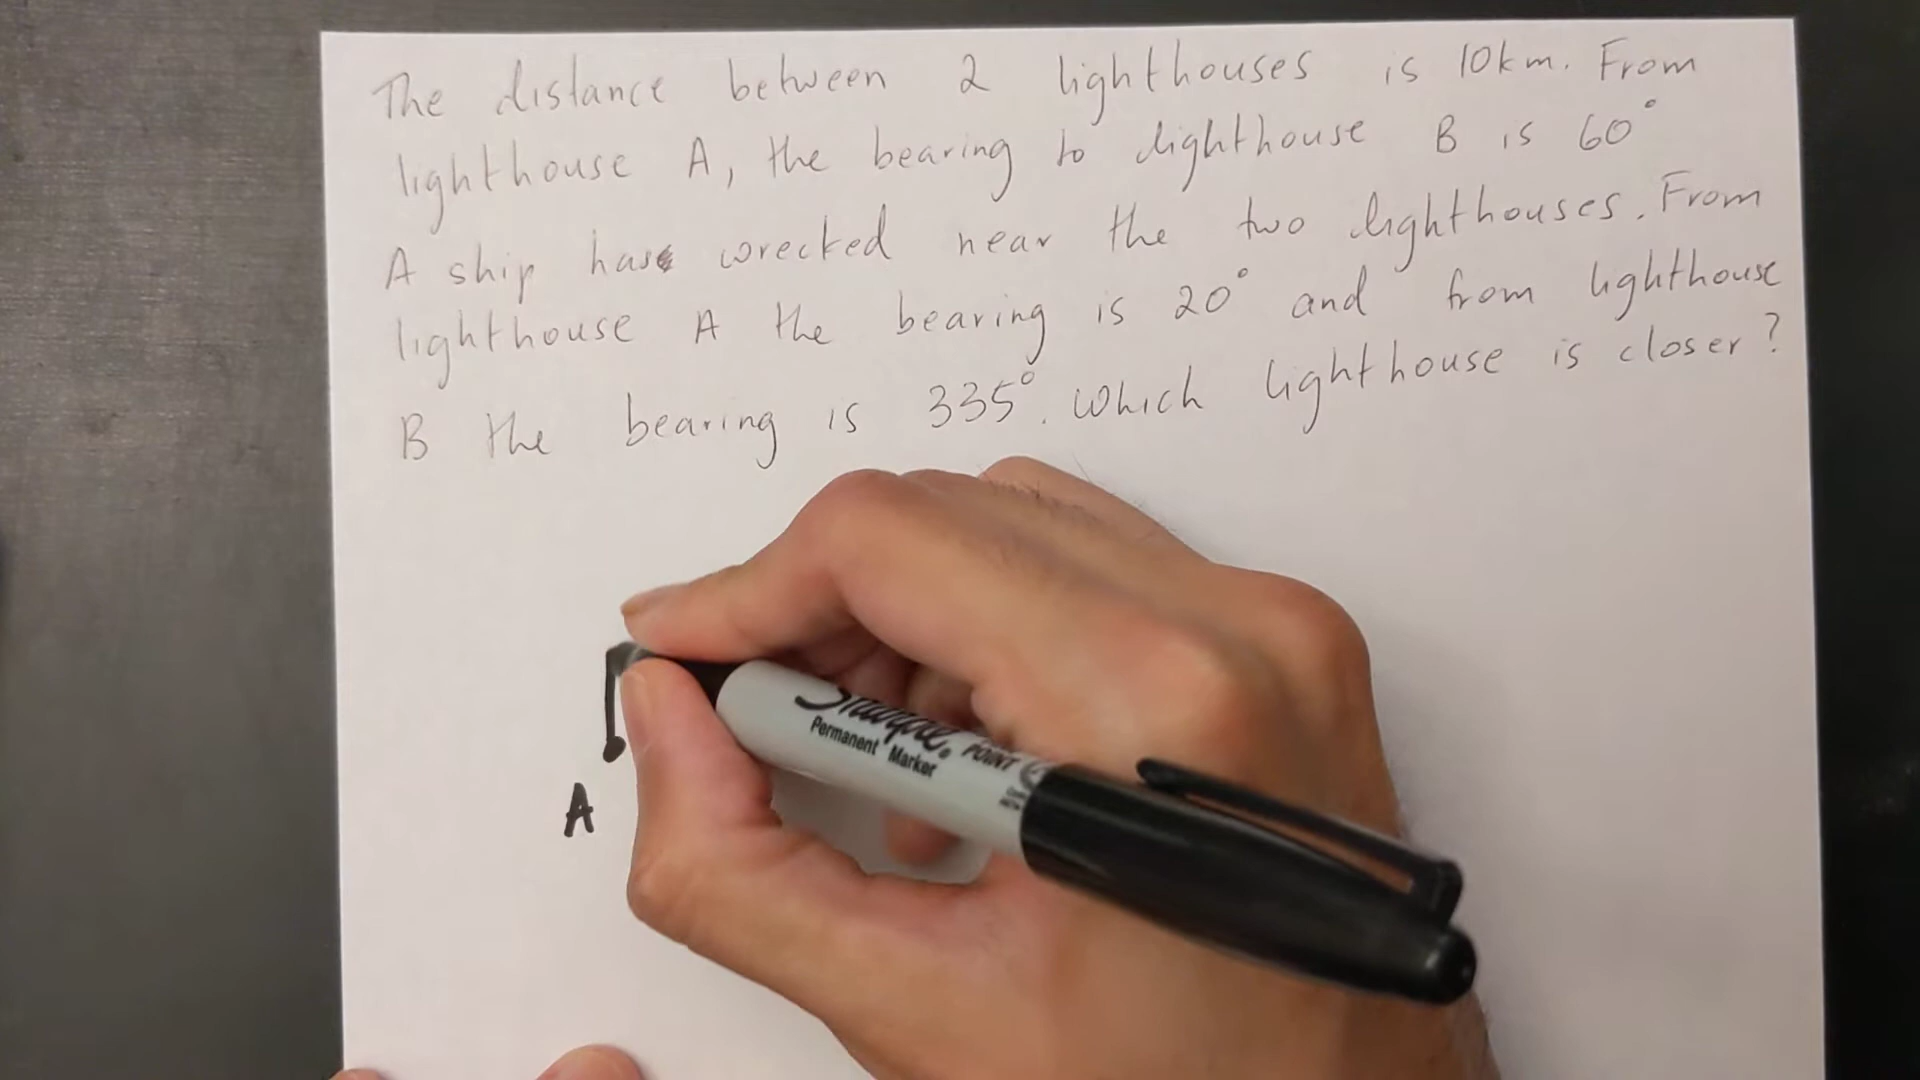 The distance between 2 lighthouses is 10km. From
lighthouse A, the bearing to lighthouse B is 60°
A ship has wrecked near the two lighthouses. From
lighthouse A the bearing is 20° and from lighthouse
B the bearing is 335°. Which lighthouse is closer?
A
Sharpie.
POINT
Permanent Marker